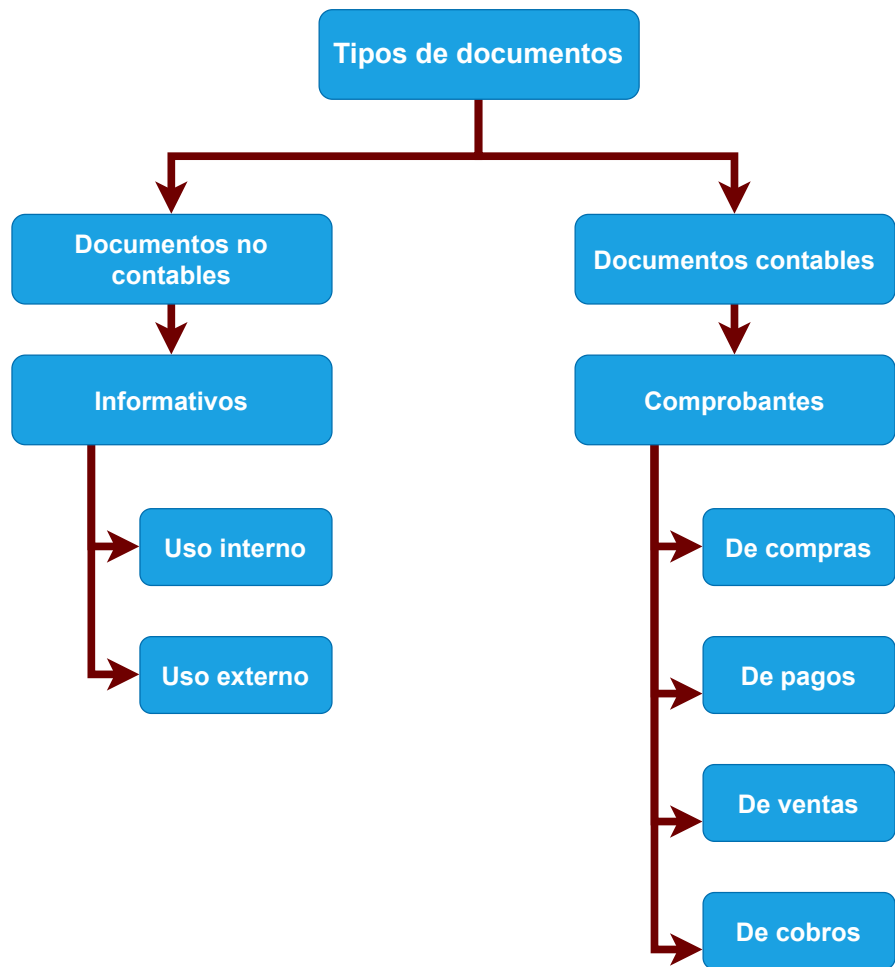 Tipos de documentos
Documentos no
contables
Documentos contables
Informativos
Comprobantes
Uso interno
De compras
Uso externo
De pagos
De ventas
De cobros